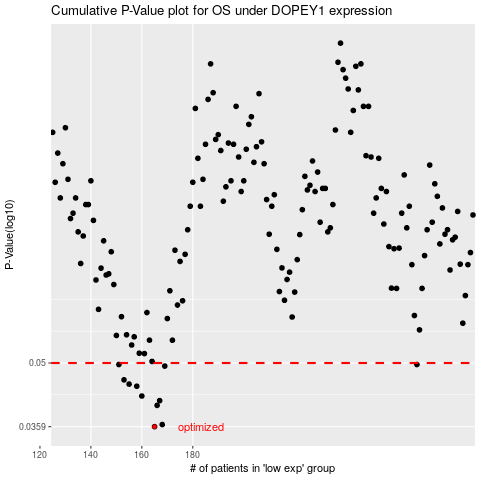 Cumulative P-Value plot for OS under DOPEY1 expression
P-Value(log10)
0.05
0.0359
optimized
120 140 160 180
# of patients in 'low exp' group